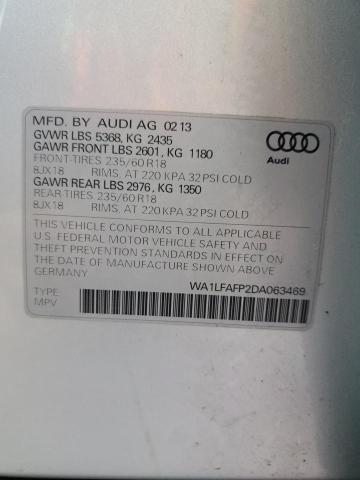 MFD. BY AUDI AG 02 13
GVWR LBS 5368, KG 2435
GAWR FRONT LBS 2601, KG 1180
FRONT-TIRES 235/60 R18
8JX18 RIMS, AT 220 KPA 32 PSI COLD
GAWR REAR LBS 2976, KG 1350
REAR-TIRES 235/60 R18
8JX18 RIMS, AT 220 KPA 32 PSI COLD
Audi
THIS VEHICLE CONFORMS TO ALL APPLICABLE
U.S. FEDERAL MOTOR VEHICLE SAFETY AND
THEFT PREVENTION STANDARDS IN EFFECT ON
THE DATE OF MANUFACTURE SHOWN ABOVE
GERMANY
WA1LFAFP2DA063469
TYPE
MPV